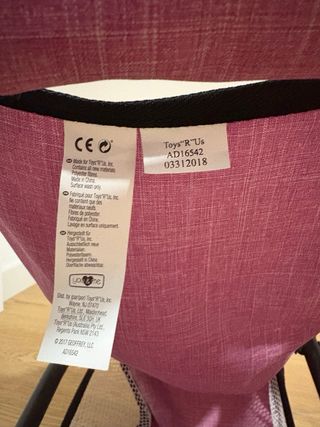 CE
Made for Toys"R"Us, Inc.
Contains all new materials.
Polyester fibres.
Made in China.
Surface wash only.
Fabriqué pour Toys"R"Us, Inc.
Ne contient que des
matériaux neufs.
Fibres de polyester.
Fabriqué en Chine.
Lavage en surface uniquement.
Hergestellt für
Toys"R"Us, Inc.
Ausschließlich neue
Materialien.
Polyesterfasern.
Hergestellt in China.
Oberfläche abwaschbar.
you me
Dist. by Toys"R"Us, Inc.
Wayne, NJ 07470
Toys"R"Us, Ltd., Maidenhead,
Berkshire, SL6
Toys"R"Us Australia Pty Ltd.,
Regents Park NSW 2143
© 2017 GEOFFREY, LLC
AD16542
Toys"R"Us
AD16542
03312018